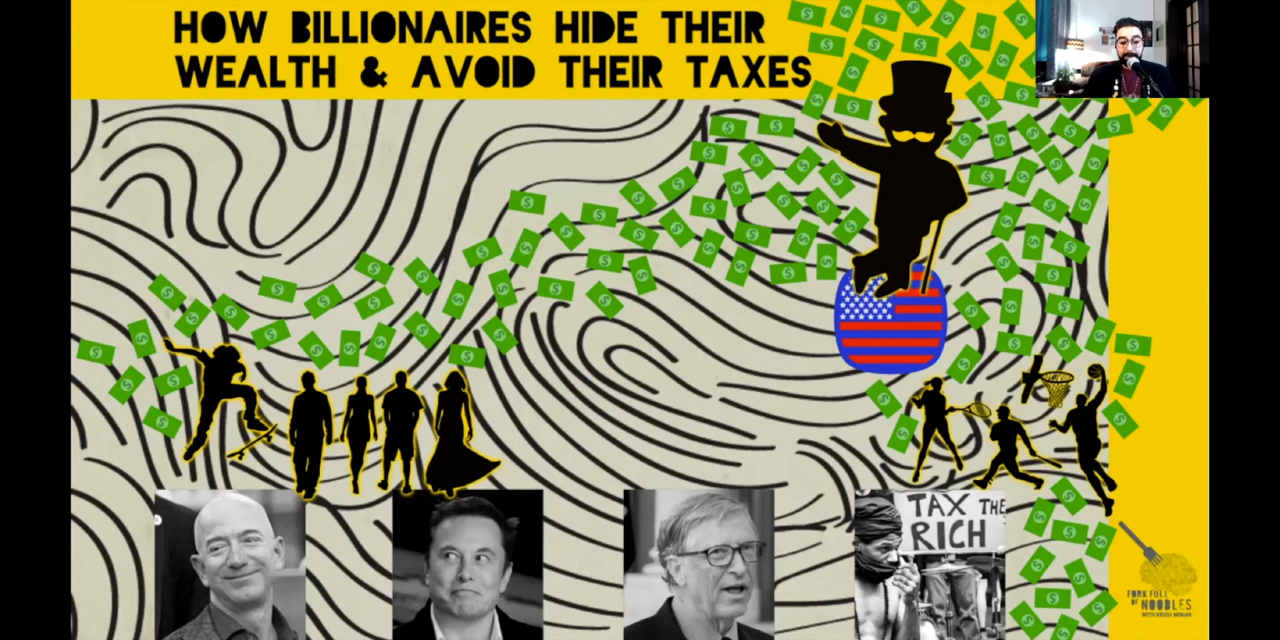 HOW BILLIONAIRES HIDE THEIR
WEALTH & AVOID THEIR TAXES
TAX THE
RICH
FORK FULL
OF NOODLES